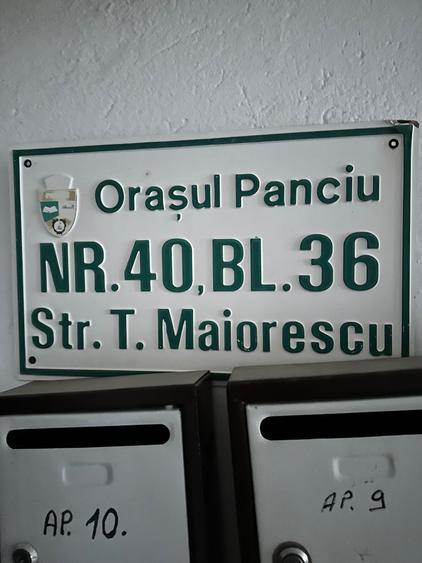 Orașul Panciu
NR.40, BL.36
Str. T. Maiorescu
AP. 10.
AP. 9